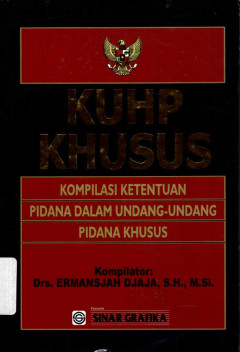 KUHP
KHUSUS
KOMPILASI KETENTUAN
PIDANA DALAM UNDANG-UNDANG
PIDANA KHUSUS
Kompilator:
Drs. ERMANSJAH DJAJA, S.H., M.Si.
SINAR GRAFIKA